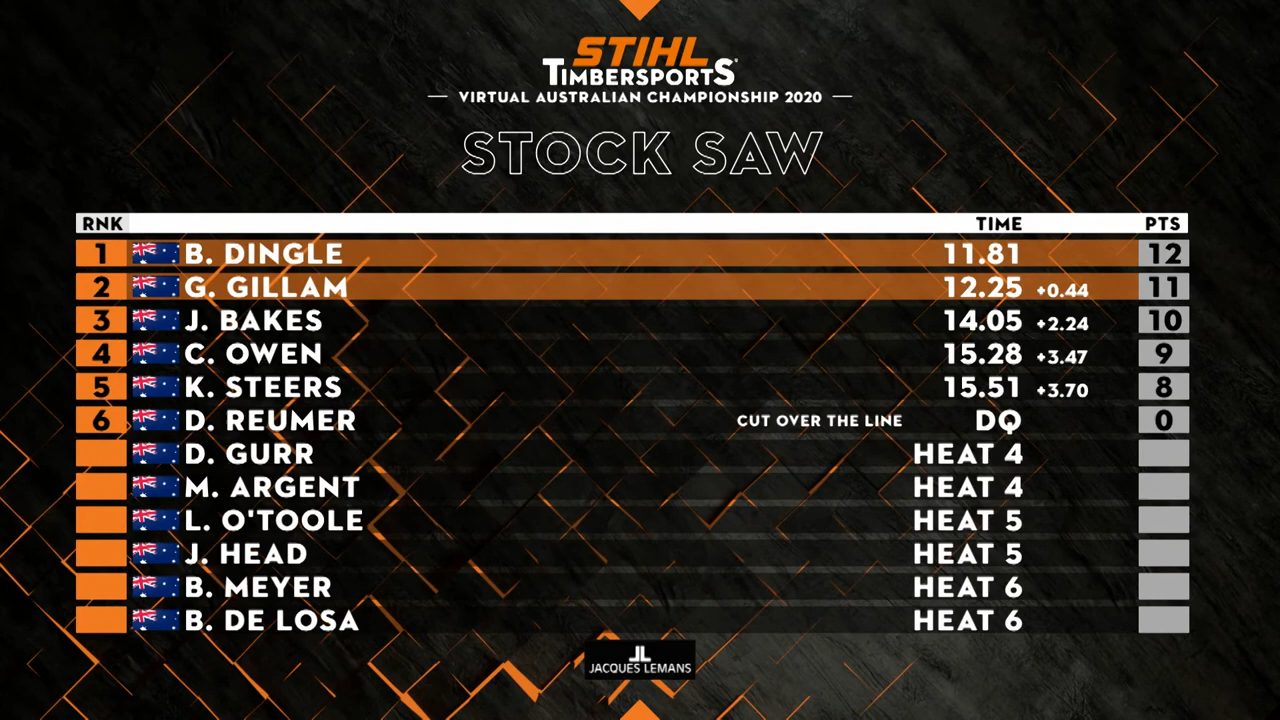 STIHL
TIMBERSPORTS
VIRTUAL AUSTRALIAN CHAMPIONSHIP 2020
STOCK SAW
RNK TIME PTS
1 B. DINGLE 11.81 12
2 G. GILLAM 12.25 +0.44 11
3 J. BAKES 14.05 +2.24 10
4 C. OWEN 15.28 +3.47 9
5 K. STEERS 15.51 +3.70 8
6 D. REUMER CUT OVER THE LINE DQ 0
D. GURR HEAT 4
M. ARGENT HEAT 4
L. O'TOOLE HEAT 5
J. HEAD HEAT 5
B. MEYER HEAT 6
B. DE LOSA HEAT 6
JL
JACQUES LEMANS